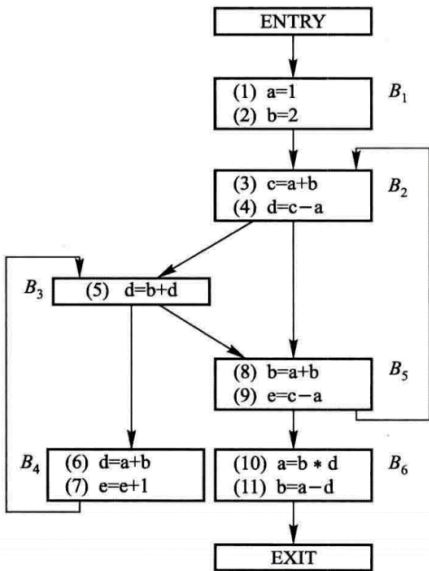 ENTRY
(1) a=1
(2) b=2
B₁
(3) c=a+b
(4) d=c−a
B₂
B₃
(5) d=b+d
(8) b=a+b
(9) e=c−a
B₅
B₄
(6) d=a+b
(7) e=e+1
(10) a=b * d
(11) b=a−d
B₆
EXIT